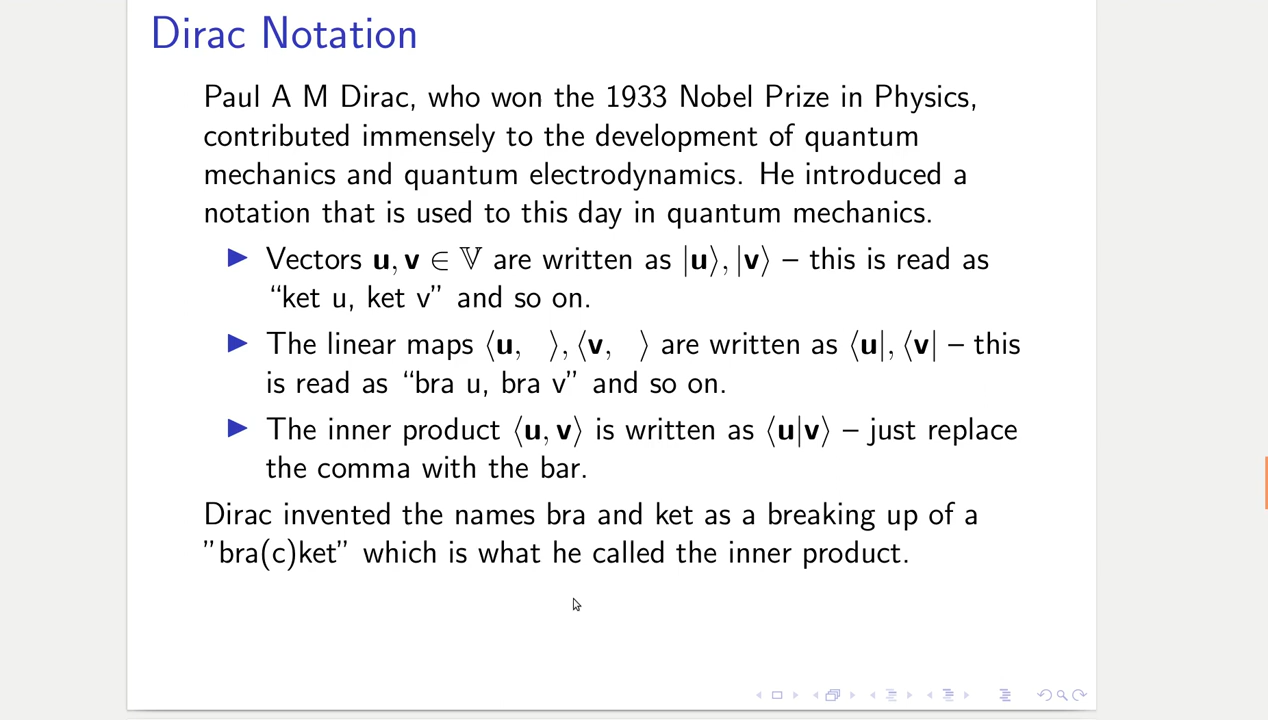 Dirac Notation
Paul A M Dirac, who won the 1933 Nobel Prize in Physics,
contributed immensely to the development of quantum
mechanics and quantum electrodynamics. He introduced a
notation that is used to this day in quantum mechanics.
▶ Vectors u, v ∈ 𝕍 are written as |u⟩, |v⟩ – this is read as
“ket u, ket v” and so on.
▶ The linear maps ⟨u,  ⟩, ⟨v,  ⟩ are written as ⟨u|, ⟨v| – this
is read as “bra u, bra v” and so on.
▶ The inner product ⟨u, v⟩ is written as ⟨u|v⟩ – just replace
the comma with the bar.
Dirac invented the names bra and ket as a breaking up of a
”bra(c)ket” which is what he called the inner product.